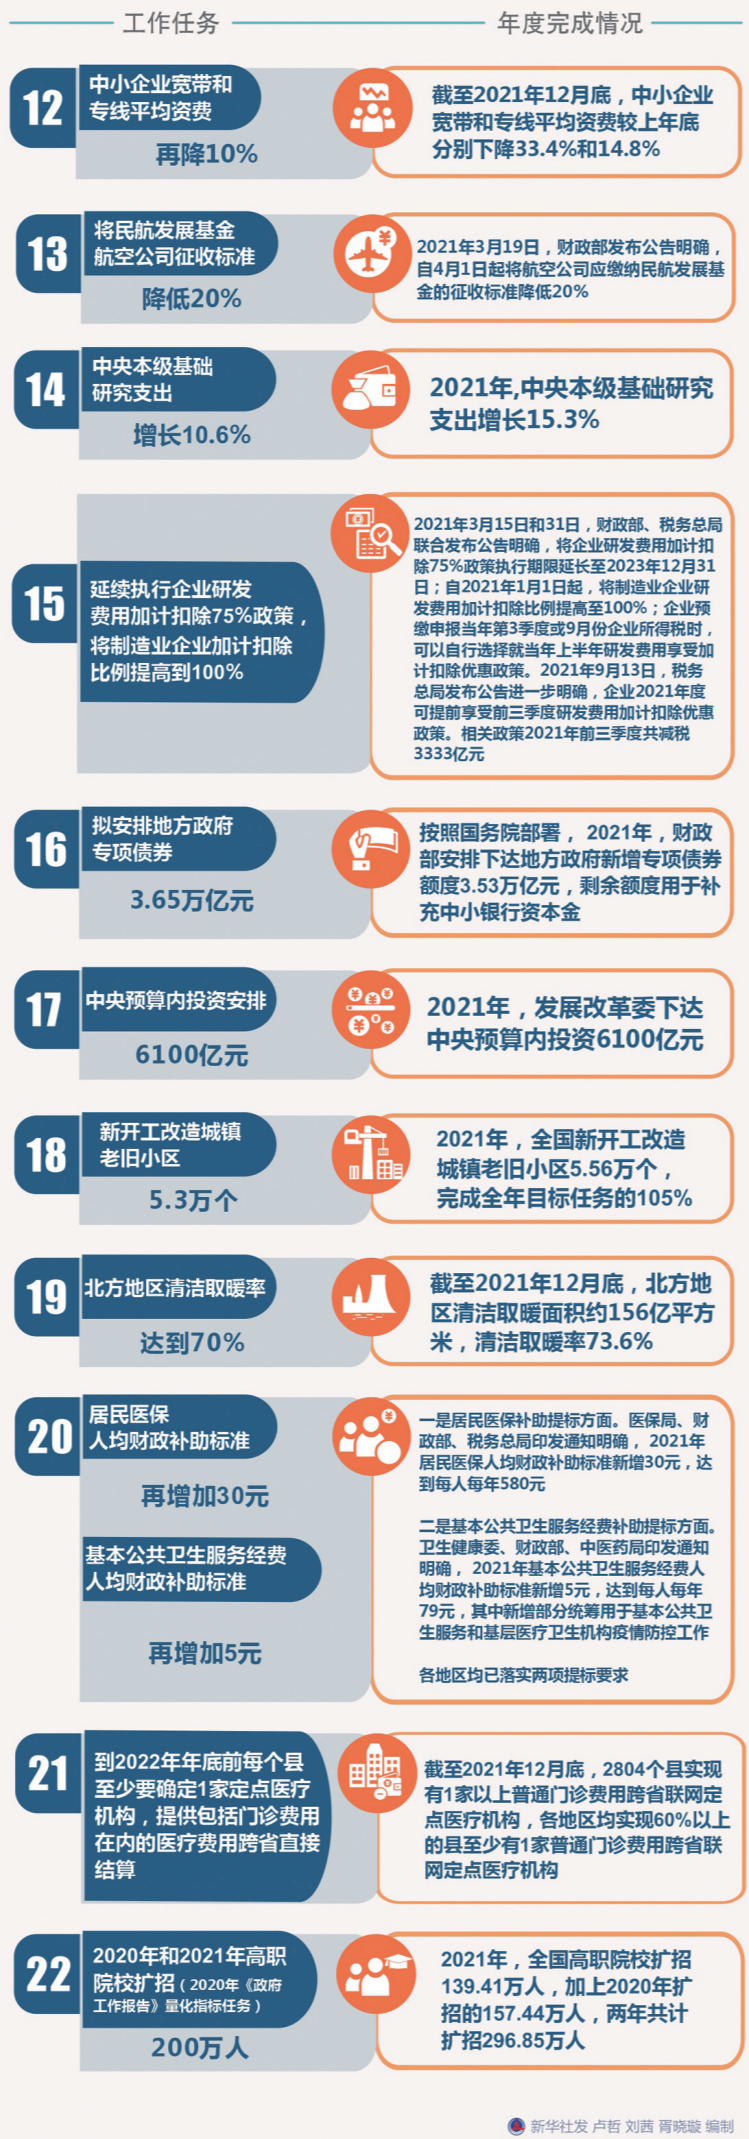 工作任务
年度完成情况
12
中小企业宽带和
专线平均资费
再降10%
截至2021年12月底，中小企业
宽带和专线平均资费较上年底
分别下降33.4%和14.8%
13
将民航发展基金
航空公司征收标准
降低20%
2021年3月19日，财政部发布公告明确，
自4月1日起将航空公司应缴纳民航发展基
金的征收标准降低20%
14
中央本级基础
研究支出
增长10.6%
2021年,中央本级基础研究
支出增长15.3%
15
延续执行企业研发
费用加计扣除75%政策，
将制造业企业加计扣除
比例提高到100%
2021年3月15日和31日，财政部、税务总局
联合发布公告明确，将企业研发费用加计扣
除75%政策执行期限延长至2023年12月31
日；自2021年1月1日起，将制造业企业研
发费用加计扣除比例提高至100%；企业预
缴申报当年第3季度或9月份企业所得税时，
可以自行选择就当年上半年研发费用享受加
计扣除优惠政策。2021年9月13日，税务
总局发布公告进一步明确，企业2021年度
可提前享受前三季度研发费用加计扣除优惠
政策。相关政策2021年前三季度共减税
3333亿元
16
拟安排地方政府
专项债券
3.65万亿元
按照国务院部署， 2021年，财政
部安排下达地方政府新增专项债券
额度3.53万亿元，剩余额度用于补
充中小银行资本金
17
中央预算内投资安排
6100亿元
2021年，发展改革委下达
中央预算内投资6100亿元
18
新开工改造城镇
老旧小区
5.3万个
2021年，全国新开工改造
城镇老旧小区5.56万个，
完成全年目标任务的105%
19
北方地区清洁取暖率
达到70%
截至2021年12月底，北方地
区清洁取暖面积约156亿平方
米，清洁取暖率73.6%
20
居民医保
人均财政补助标准
再增加30元
基本公共卫生服务经费
人均财政补助标准
再增加5元
一是居民医保补助提标方面。医保局、财
政部、税务总局印发通知明确， 2021年
居民医保人均财政补助标准新增30元，达
到每人每年580元
二是基本公共卫生服务经费补助提标方面。
卫生健康委、财政部、中医药局印发通知
明确， 2021年基本公共卫生服务经费人
均财政补助标准新增5元，达到每人每年
79元，其中新增部分统筹用于基本公共卫
生服务和基层医疗卫生机构疫情防控工作
各地区均已落实两项提标要求
21
到2022年年底前每个县
至少要确定1家定点医疗
机构，提供包括门诊费用
在内的医疗费用跨省直接
结算
截至2021年12月底，2804个县实现
有1家以上普通门诊费用跨省联网定
点医疗机构，各地区均实现60%以上
的县至少有1家普通门诊费用跨省联
网定点医疗机构
22
2020年和2021年高职
院校扩招（2020年《政府
工作报告》量化指标任务）
200万人
2021年，全国高职院校扩招
139.41万人，加上2020年扩
招的157.44万人，两年共计
扩招296.85万人
新华社发 卢哲 刘茜 胥晓璇 编制